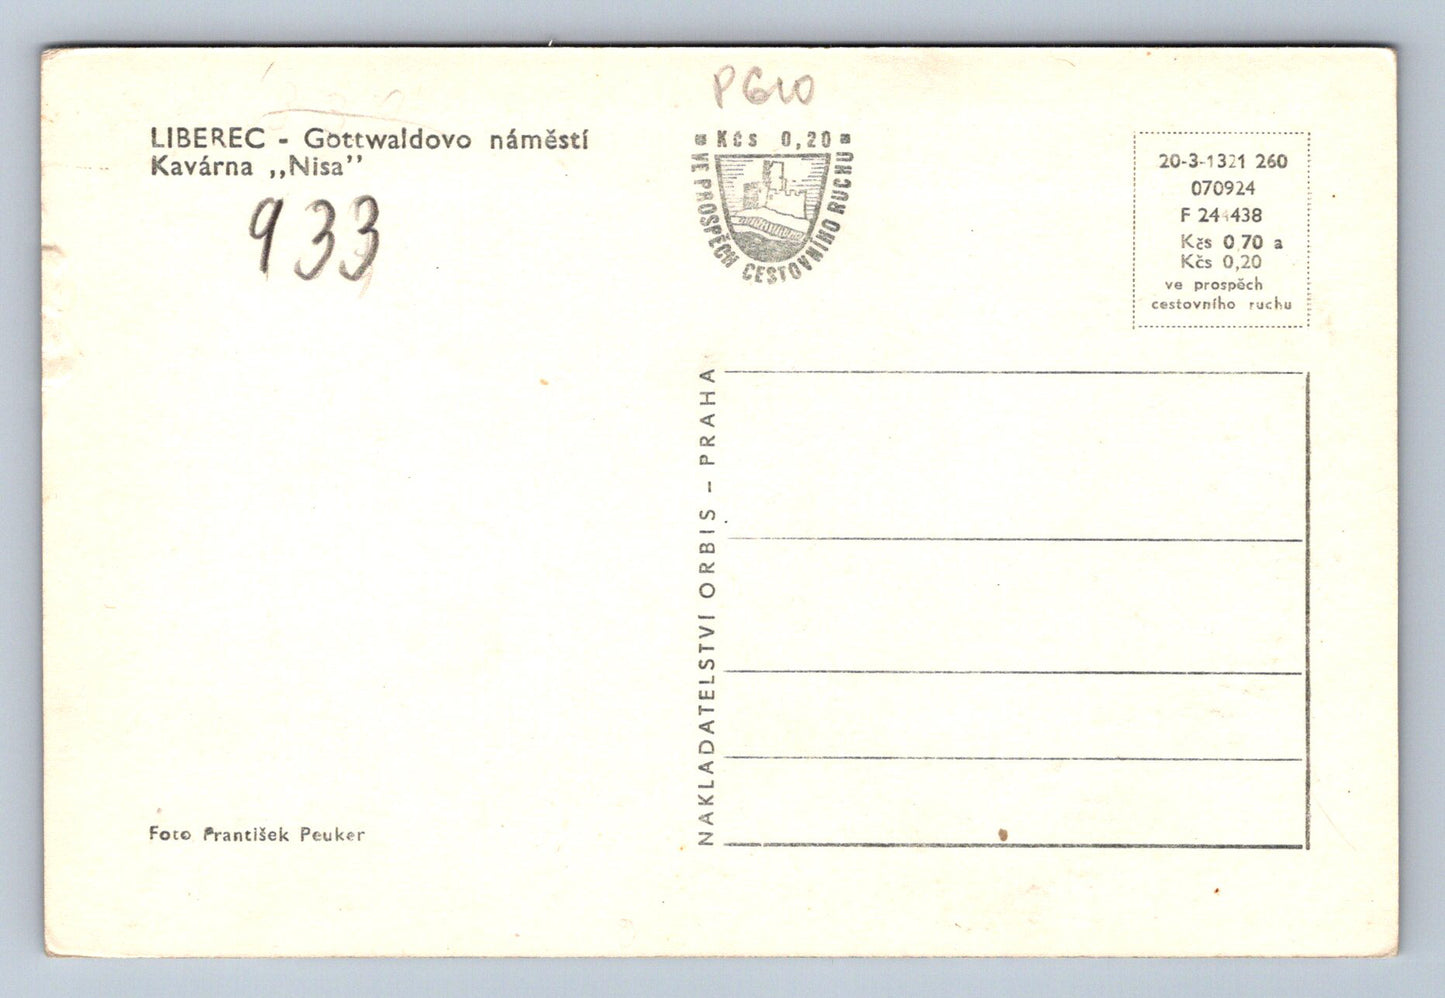 LIBEREC - Gottwaldovo náměstí
Kavárna ,,Nisa"
933
Foto František Peuker
Kčs 0,20
VE PROSPĚCH CESTOVNÍHO RUCHU
NAKLADATELSTVÍ ORBIS - PRAHA
20-3-1321 260
070924
Kčs 0,70 a
Kčs 0,20
ve prospěch
cestovního ruchu